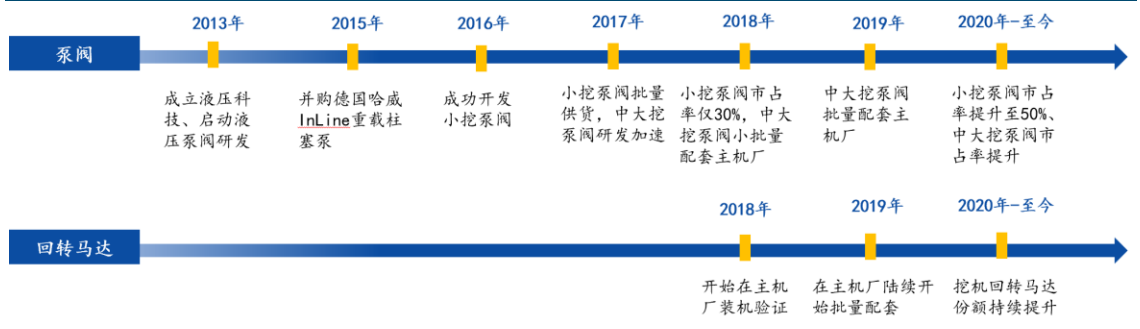 2013年 2015年 2016年 2017年 2018年 2019年 2020年-至今
泵阀
成立液压科
技、启动液
压泵阀研发
并购德国哈威
InLine重载柱
塞泵
成功开发
小挖泵阀
小挖泵阀批量
供货，中大挖
泵阀研发加速
小挖泵阀市占
率仅30%，中大
挖泵阀小批量
配套主机厂
中大挖泵阀
批量配套主
机厂
小挖泵阀市占
率提升至50%、
中大挖泵阀市
占率提升
2018年 2019年 2020年-至今
回转马达
开始在主机
厂装机验证
在主机厂陆续开
始批量配套
挖机回转马达
份额持续提升